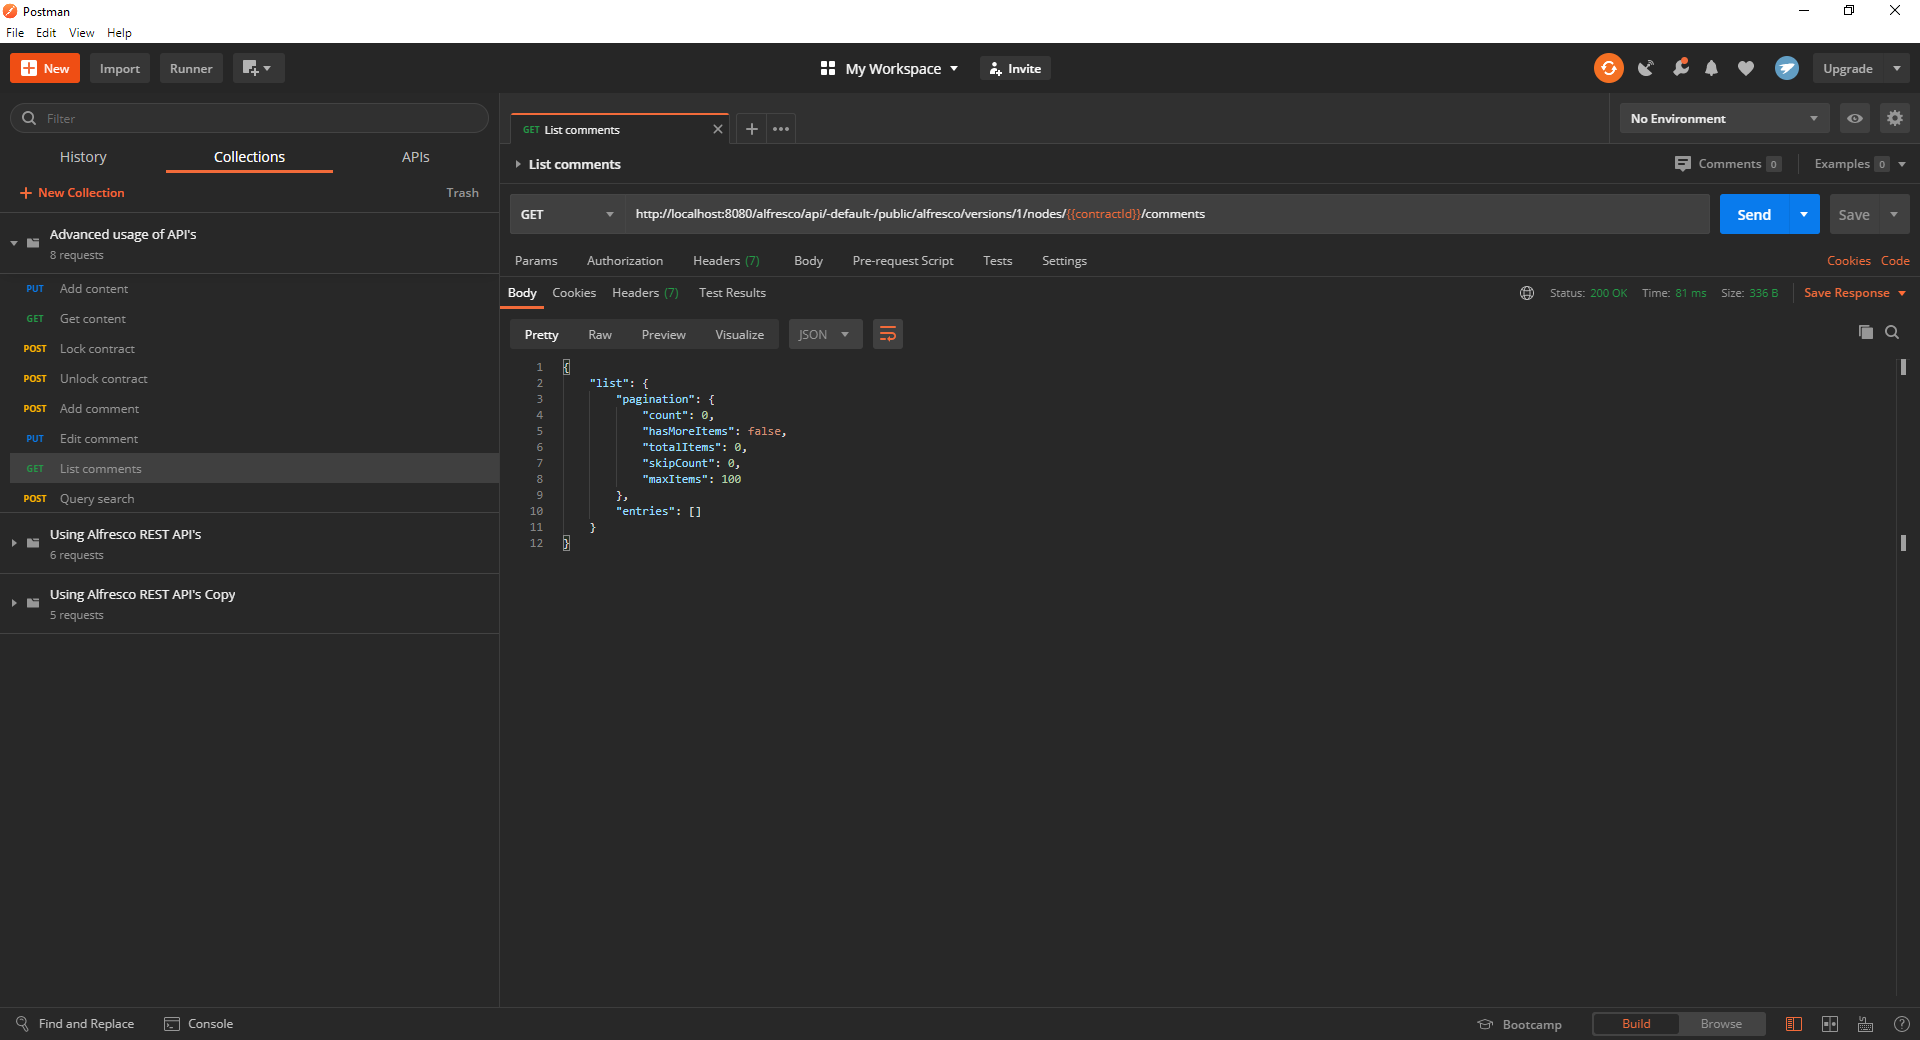 Postman
File Edit View Help
New Import Runner My Workspace Invite Upgrade
Filter
History Collections APIs
New Collection Trash
Advanced usage of API's
8 requests
PUT Add content
GET Get content
POST Lock contract
POST Unlock contract
POST Add comment
PUT Edit comment
GET List comments
POST Query search
Using Alfresco REST API's
6 requests
Using Alfresco REST API's Copy
5 requests
GET List comments No Environment
List comments Comments 0 Examples 0
GET http://localhost:8080/alfresco/api/-default-/public/alfresco/versions/1/nodes/{{contractId}}/comments Send Save
Params Authorization Headers (7) Body Pre-request Script Tests Settings Cookies Code
Body Cookies Headers (7) Test Results Status: 200 OK Time: 81 ms Size: 336 B Save Response
Pretty Raw Preview Visualize JSON
1 {
2 "list": {
3 "pagination": {
4 "count": 0,
5 "hasMoreItems": false,
6 "totalItems": 0,
7 "skipCount": 0,
8 "maxItems": 100
9 },
10 "entries": []
11 }
12 }
Find and Replace Console Bootcamp Build Browse